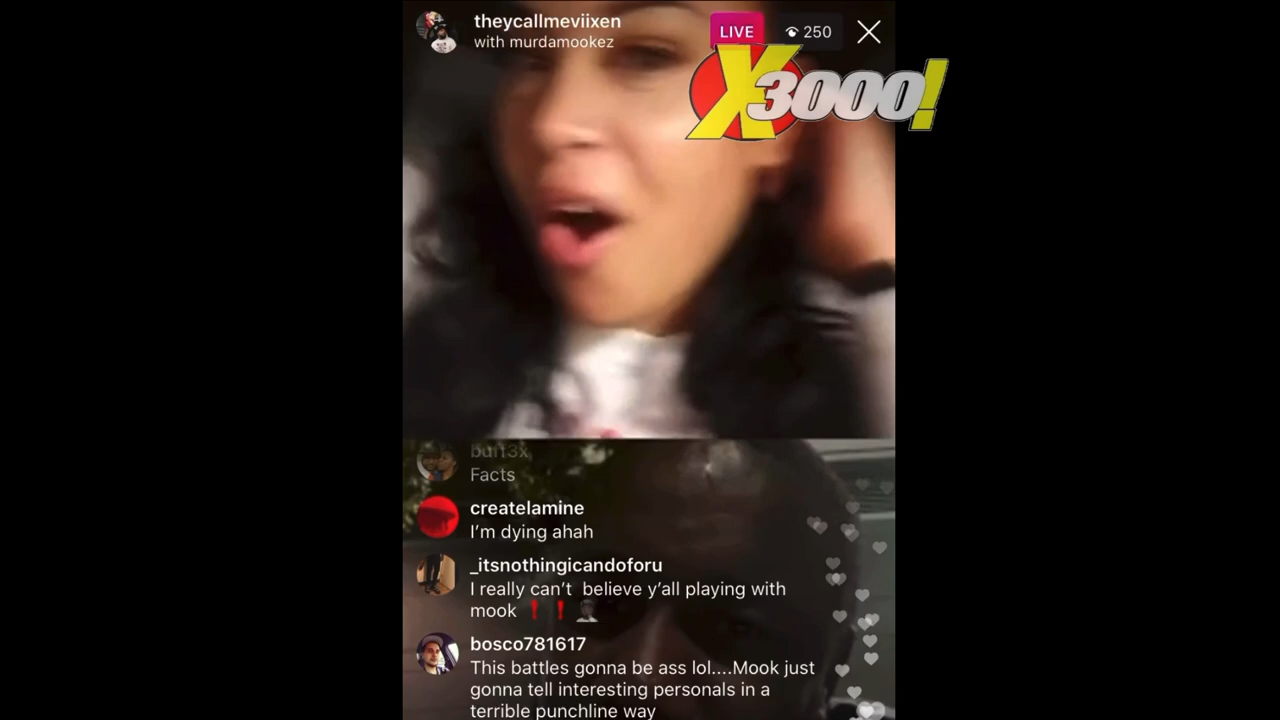 theycallmeviixen
with murdamookez
LIVE
250
X3000!
Facts
createlamine
I'm dying ahah
_itsnothingicandoforu
I really can't believe y'all playing with
mook ❗❗
bosco781617
This battles gonna be ass lol....Mook just
gonna tell interesting personals in a
terrible punchline way